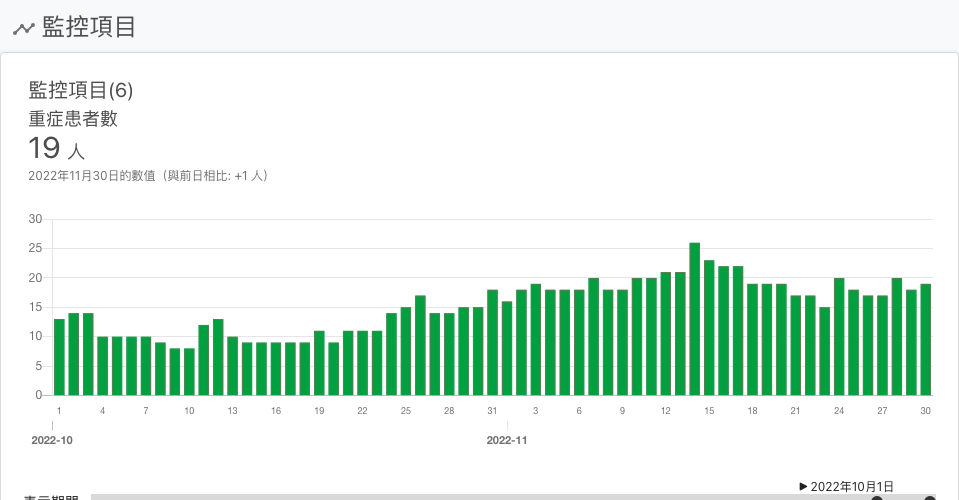 監控項目
監控項目(6)
重症患者數
19 人
2022年11月30日的數值（與前日相比: +1 人）
30
25
20
15
10
5
0
1 4 7 10 13 16 19 22 25 28 31 3 6 9 12 15 18 21 24 27 30
2022-10 2022-11
▶ 2022年10月1日
表示期間